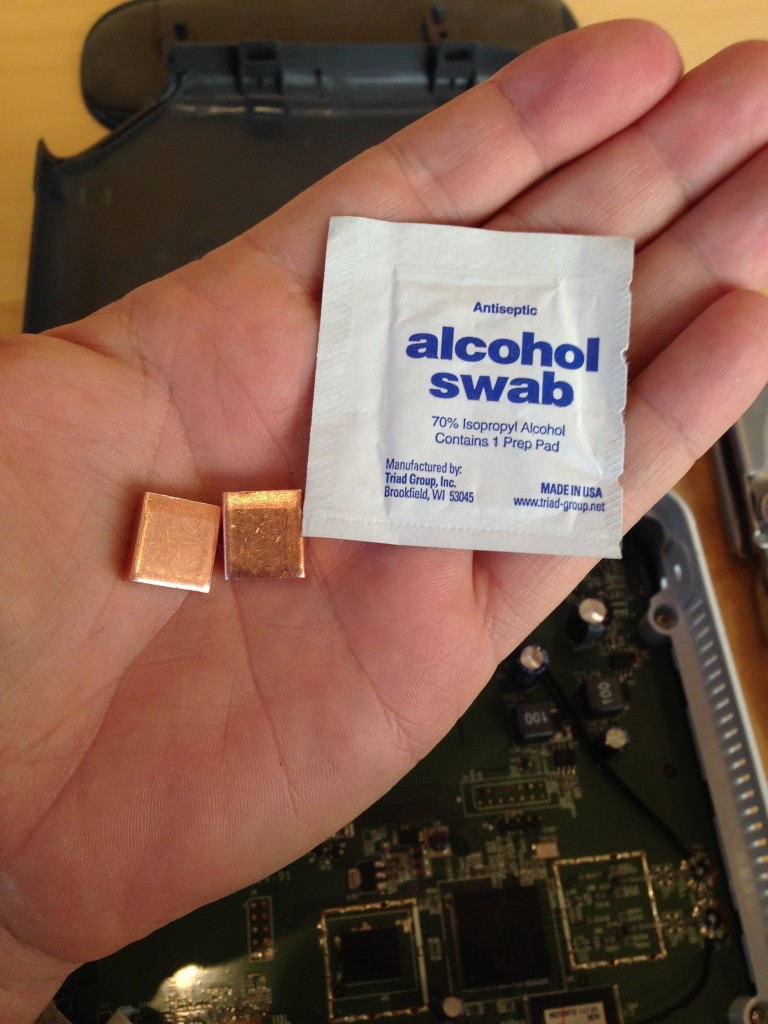 Antiseptic
alcohol
swab
70% Isopropyl Alcohol
Contains 1 Prep Pad
Manufactured by:
Triad Group, Inc.
Brookfield, WI 53045
MADE IN USA
www.triad-group.net
100
100